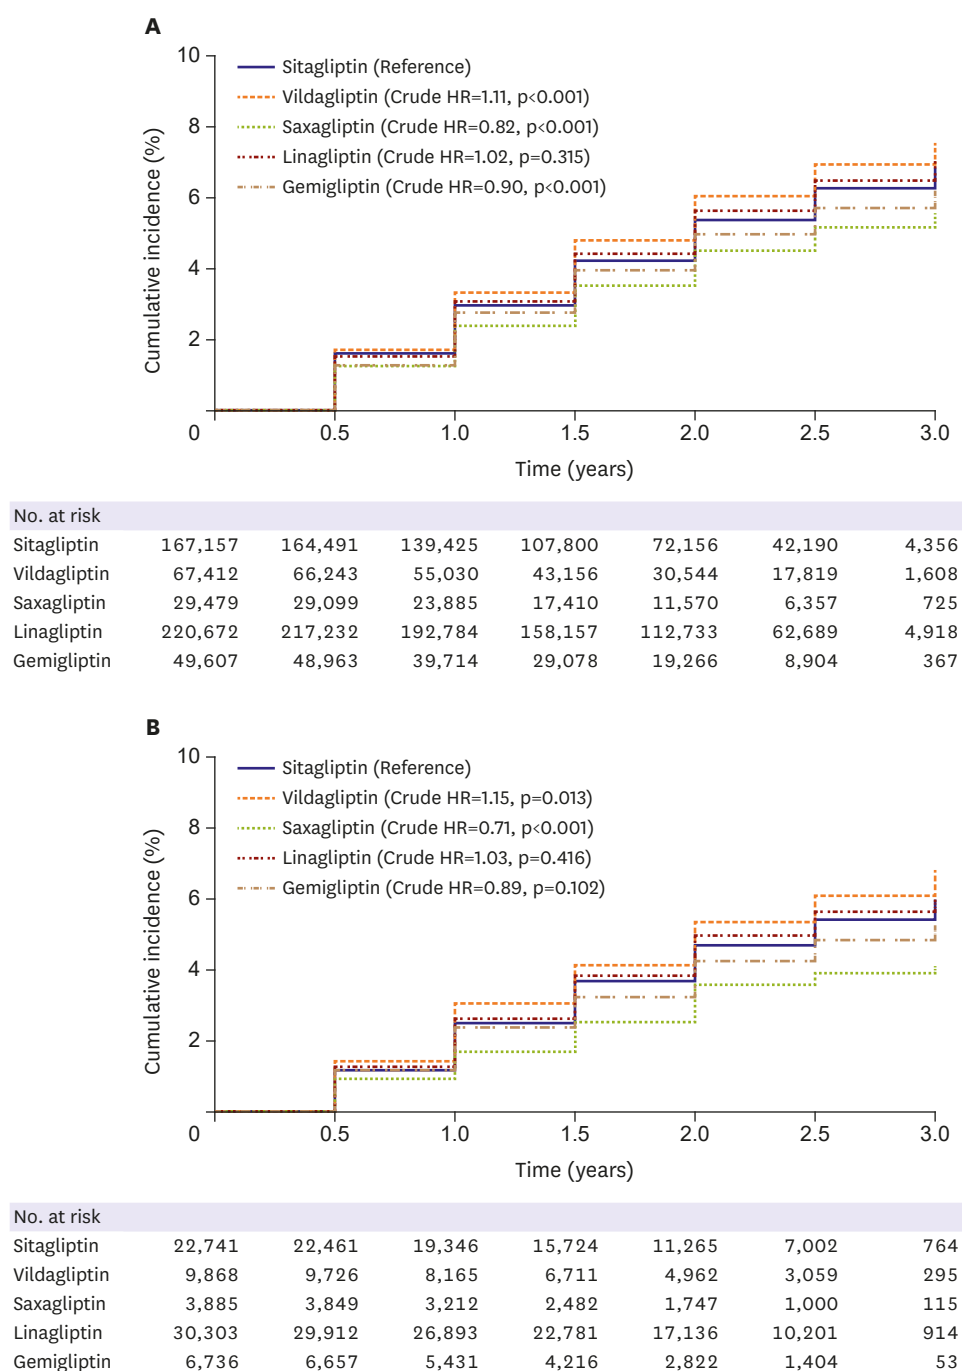 A
10
8
6
4
2
Cumulative incidence (%)
Sitagliptin (Reference)
Vildagliptin (Crude HR=1.11, p<0.001)
Saxagliptin (Crude HR=0.82, p<0.001)
Linagliptin (Crude HR=1.02, p=0.315)
Gemigliptin (Crude HR=0.90, p<0.001)
0 0.5 1.0 1.5 2.0 2.5 3.0
Time (years)
No. at risk
Sitagliptin 167,157 164,491 139,425 107,800 72,156 42,190 4,356
Vildagliptin 67,412 66,243 55,030 43,156 30,544 17,819 1,608
Saxagliptin 29,479 29,099 23,885 17,410 11,570 6,357 725
Linagliptin 220,672 217,232 192,784 158,157 112,733 62,689 4,918
Gemigliptin 49,607 48,963 39,714 29,078 19,266 8,904 367
B
10
8
6
4
2
Cumulative incidence (%)
Sitagliptin (Reference)
Vildagliptin (Crude HR=1.15, p=0.013)
Saxagliptin (Crude HR=0.71, p<0.001)
Linagliptin (Crude HR=1.03, p=0.416)
Gemigliptin (Crude HR=0.89, p=0.102)
0 0.5 1.0 1.5 2.0 2.5 3.0
Time (years)
No. at risk
Sitagliptin 22,741 22,461 19,346 15,724 11,265 7,002 764
Vildagliptin 9,868 9,726 8,165 6,711 4,962 3,059 295
Saxagliptin 3,885 3,849 3,212 2,482 1,747 1,000 115
Linagliptin 30,303 29,912 26,893 22,781 17,136 10,201 914
Gemigliptin 6,736 6,657 5,431 4,216 2,822 1,404 53